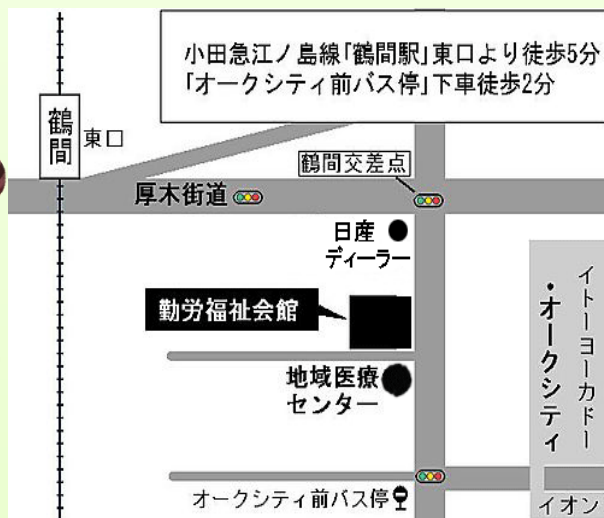 小田急江ノ島線「鶴間駅」東口より徒歩5分
「オークシティ前バス停」下車徒歩2分
鶴間
東口
鶴間交差点
厚木街道
日産
ディーラー
勤労福祉会館
地域医療
センター
イトーヨーカドー
・オークシティ
イオン
オークシティ前バス停